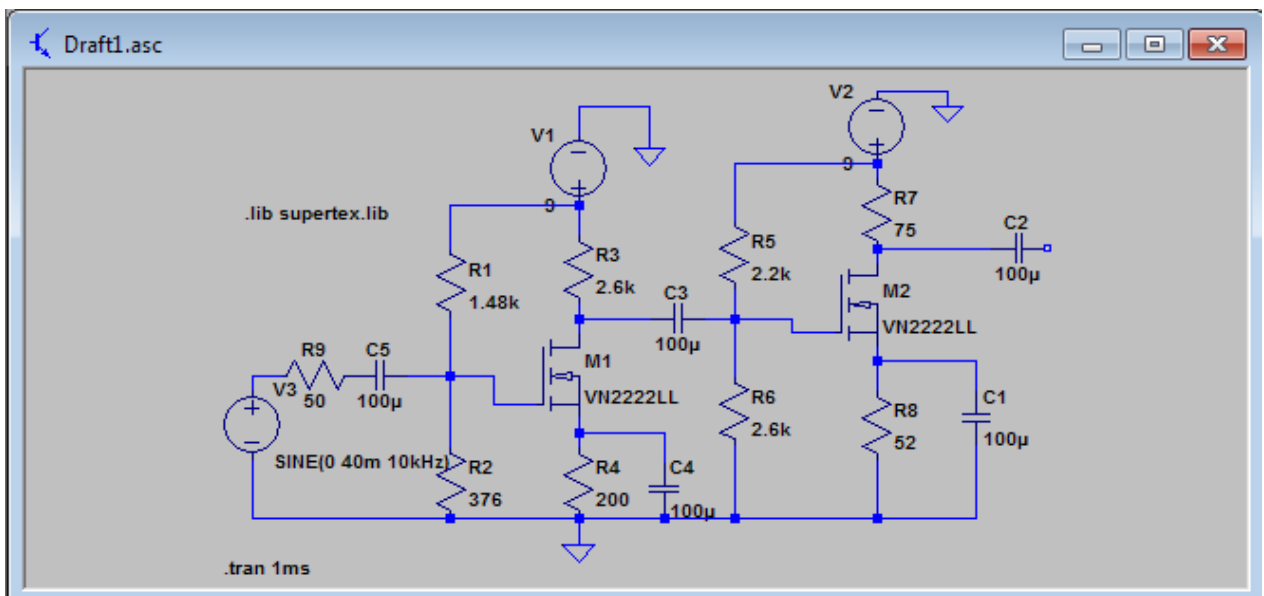 Draft1.asc
V2
V1
9
R7
75
C2
100µ
.lib supertex.lib
9
R3
2.6k
R5
2.2k
R1
1.48k
C3
100µ
M2
VN2222LL
R9
50
C5
100µ
M1
VN2222LL
V3
R6
2.6k
R8
52
C1
100µ
SINE(0 40m 10kHz)
R2
376
R4
200
C4
100µ
.tran 1ms